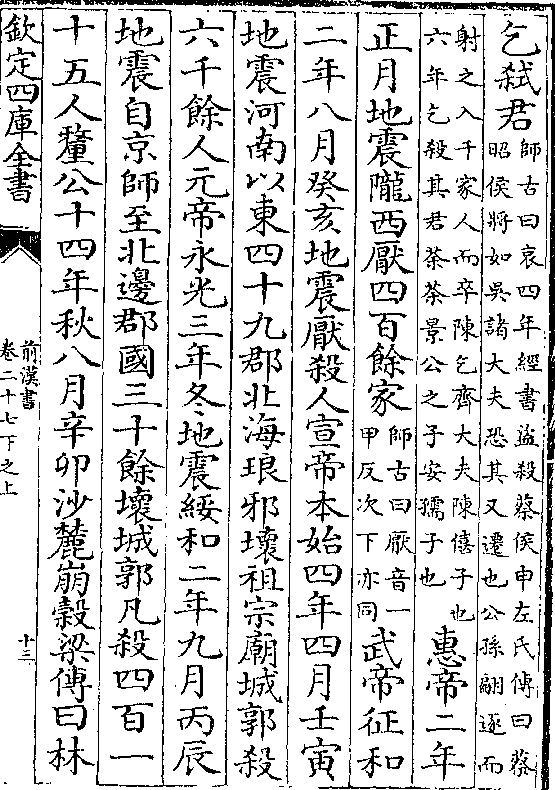 乞弑君師古曰哀四年經書盜殺蔡侯申左氏傳曰蔡
昭侯將如吳諸大夫恐其又遷也公孫翩逐而
射之入于家人而卒陳乞齊大夫陳僖子也
六年乞殺其君荼荼景公之子安孺子也惠帝二年
正月地震隴西厭四百餘家師古曰厭音一
甲反次下亦同武帝征和
二年八月癸亥地震厭殺人宣帝本始四年四月壬寅
地震河南以東四十九郡北海琅邪壞祖宗廟城郭殺
六千餘人元帝永光三年冬地震綏和二年九月丙辰
地震自京師至北邊郡國三十餘壞城郭凡殺四百一
十五人釐公十四年秋八月辛卯沙麓崩穀梁傳曰林
欽定四庫全書
前漢書
卷二十七下之上
十三